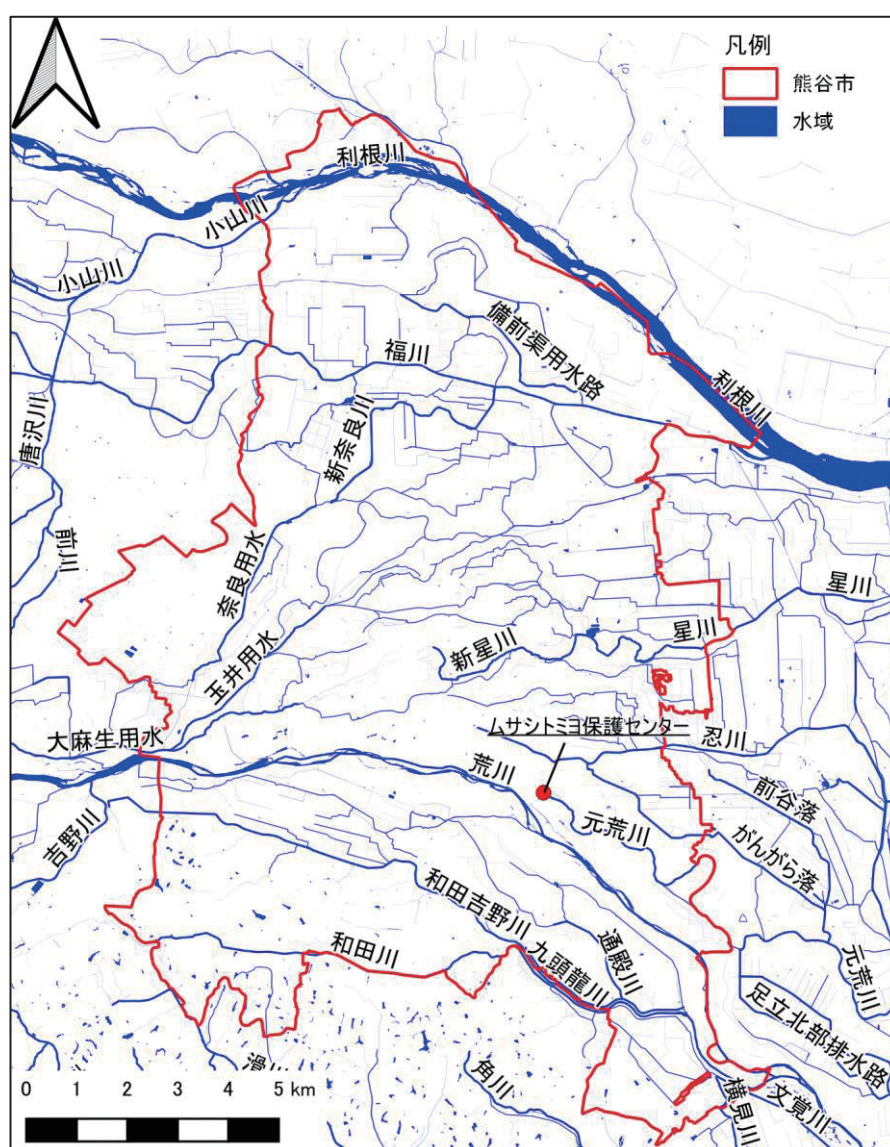 凡例
熊谷市
水域
利根川
小山川
小山川
備前渠用水路
福川
利根川
新奈良川
唐沢川
前川
奈良用水
星川
玉井用水
新星川
星川
大麻生用水
ムサシトミヨ保護センター
忍川
荒川
前谷落
元荒川
がんがら落
吉野川
和田吉野川
通殿川
和田川
九頭龍川
元荒川
足立北部排水路
角川
横見川
文覚川
0 1 2 3 4 5 km